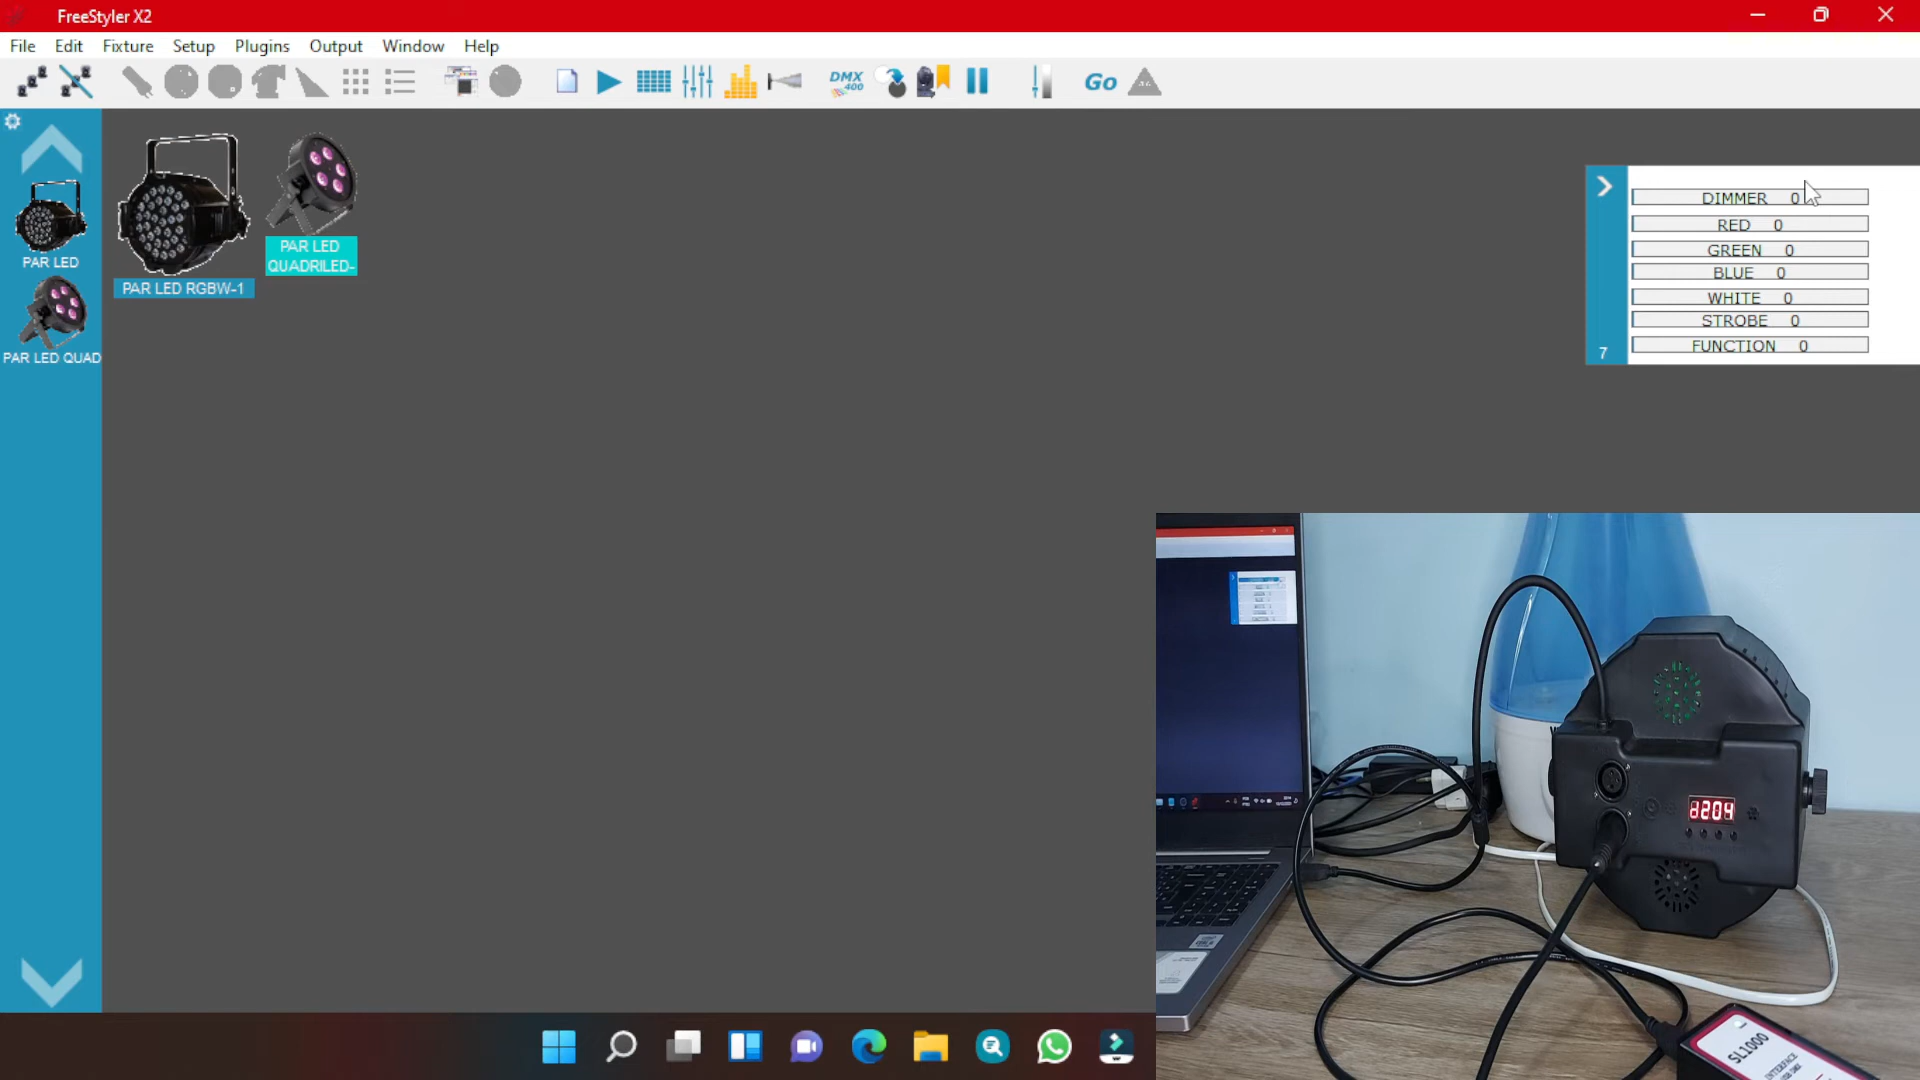 FreeStyler X2
File Edit Fixture Setup Plugins Output Window Help
DMX
400
Go
PAR LED
PAR LED QUAD
PAR LED RGBW-1
PAR LED
QUADRILED-
DIMMER 0
RED 0
GREEN 0
BLUE 0
WHITE 0
STROBE 0
FUNCTION 0
7
d204
SL1000
INTERFACE